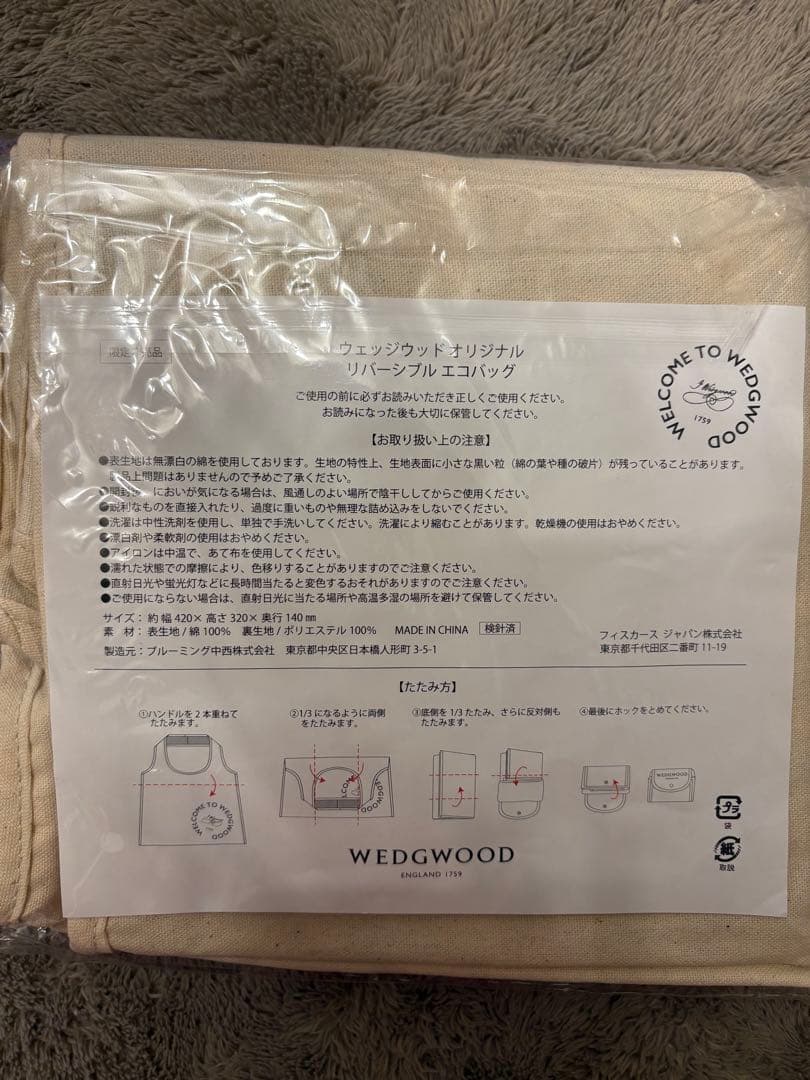 ウェッジウッド オリジナル
リバーシブル エコバッグ
WELCOME TO WEDGWOOD
1759
ご使用の前に必ずお読みいただき正しくご使用ください。
お読みになった後も大切に保管してください。
【お取り扱い上の注意】
●表生地は無漂白の綿を使用しております。生地の特性上、生地表面に小さな黒い粒（綿の葉や種の破片）が残っていることがあります。
製品上問題はありませんので予めご了承ください。
●開封後、においが気になる場合は、風通しのよい場所で陰干ししてからご使用ください。
●鋭利なものを直接入れたり、過度に重いものや無理な詰め込みをしないでください。
●洗濯は中性洗剤を使用し、単独で手洗いしてください。洗濯により縮むことがあります。乾燥機の使用はおやめください。
●漂白剤や柔軟剤の使用はおやめください。
●アイロンは中温で、あて布を使用してください。
●濡れた状態での摩擦により、色移りすることがありますのでご注意ください。
●直射日光や蛍光灯などに長時間当たると変色するおそれがありますのでご注意ください。
●ご使用にならない場合は、直射日光に当たる場所や高温多湿の場所を避けて保管してください。
サイズ：約 幅 420× 高さ 320× 奥行 140 ㎜
素　材：表生地 / 綿 100%　裏生地 / ポリエステル 100%　MADE IN CHINA　検針済
製造元：ブルーミング中西株式会社　東京都中央区日本橋人形町 3-5-1
フィスカース ジャパン株式会社
東京都千代田区二番町 11-19
【たたみ方】
①ハンドルを 2 本重ねて
たたみます。
②1/3 になるように両側
をたたみます。
③底側を 1/3 たたみ、さらに反対側も
たたみます。
④最後にホックをとめてください。
WELCOME TO WEDGWOOD
WEDGWOOD
プラ
袋
紙
取説
WEDGWOOD
ENGLAND 1759